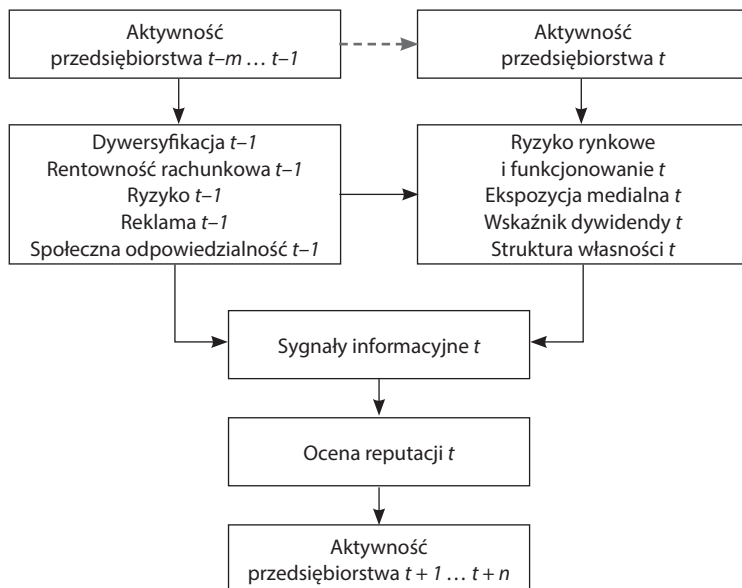 Aktywność
przedsiębiorstwa t–m … t–1
Aktywność
przedsiębiorstwa t
Dywersyfikacja t–1
Rentowność rachunkowa t–1
Ryzyko t–1
Reklama t–1
Społeczna odpowiedzialność t–1
Ryzyko rynkowe
i funkcjonowanie t
Ekspozycja medialna t
Wskaźnik dywidendy t
Struktura własności t
Sygnały informacyjne t
Ocena reputacji t
Aktywność
przedsiębiorstwa t + 1 … t + n